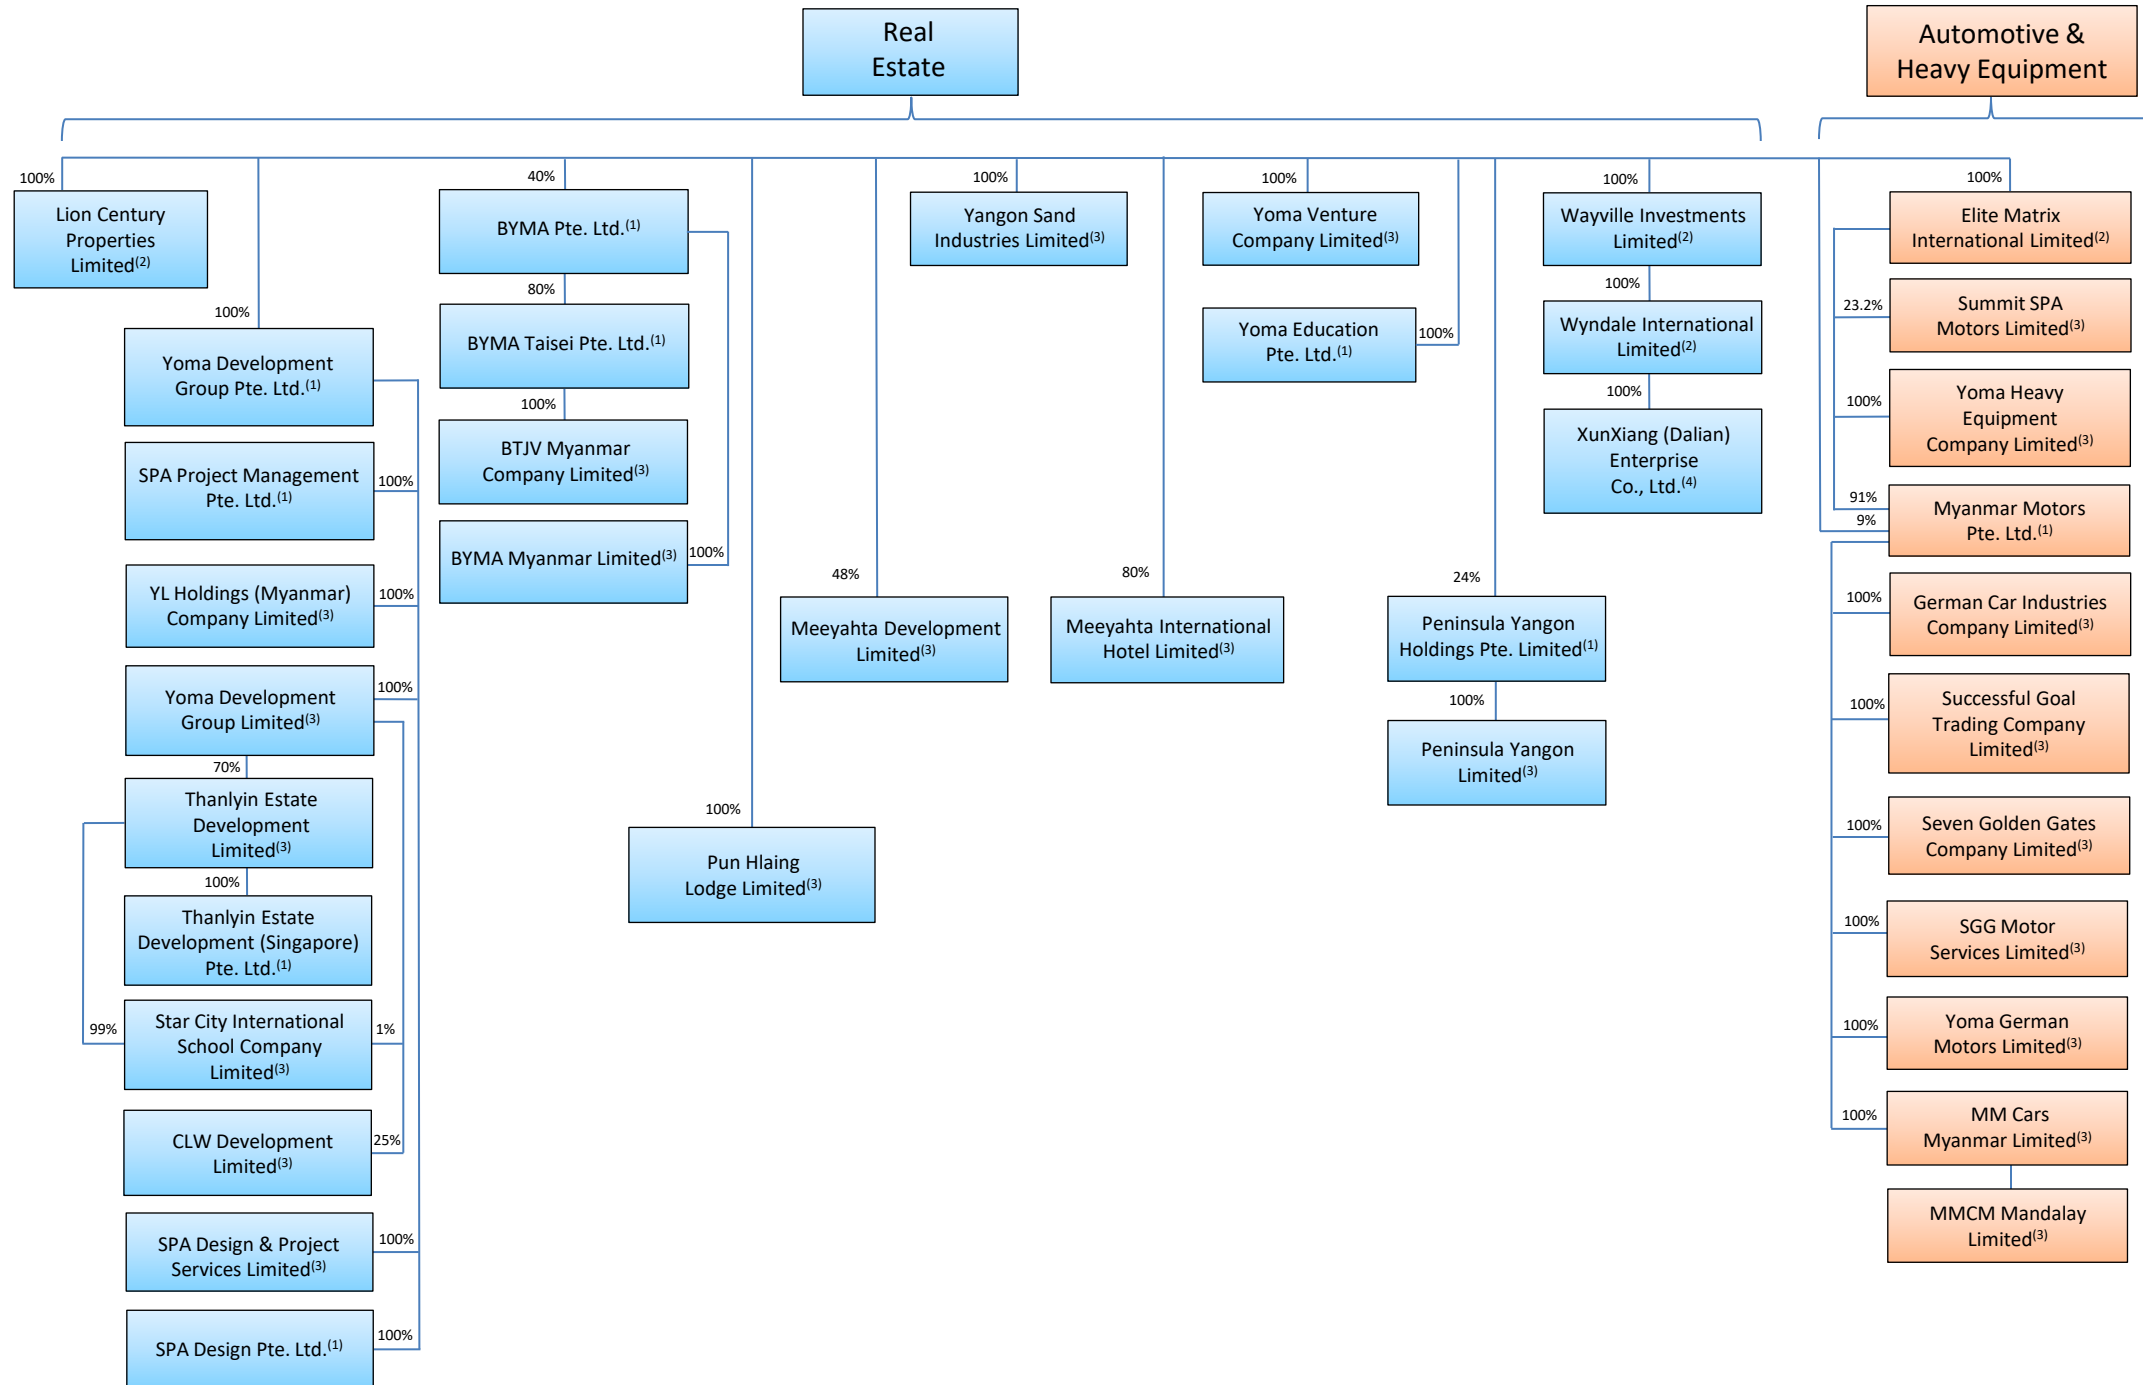 Real
Estate
Automotive &
Heavy Equipment
100%
Lion Century
Properties
Limited(2)
100%
Yoma Development
Group Pte. Ltd.(1)
SPA Project Management
Pte. Ltd.(1)
100%
YL Holdings (Myanmar)
Company Limited(3)
100%
Yoma Development
Group Limited(3)
100%
70%
Thanlyin Estate
Development
Limited(3)
100%
Thanlyin Estate
Development (Singapore)
Pte. Ltd.(1)
99%
Star City International
School Company
Limited(3)
1%
CLW Development
Limited(3)
25%
SPA Design & Project
Services Limited(3)
100%
SPA Design Pte. Ltd.(1)
100%
40%
BYMA Pte. Ltd.(1)
80%
BYMA Taisei Pte. Ltd.(1)
100%
BTJV Myanmar
Company Limited(3)
BYMA Myanmar Limited(3)
100%
100%
Pun Hlaing
Lodge Limited(3)
48%
Meeyahta Development
Limited(3)
100%
Yangon Sand
Industries Limited(3)
80%
Meeyahta International
Hotel Limited(3)
100%
Yoma Venture
Company Limited(3)
Yoma Education
Pte. Ltd.(1)
100%
24%
Peninsula Yangon
Holdings Pte. Limited(1)
100%
Peninsula Yangon
Limited(3)
100%
Wayville Investments
Limited(2)
100%
Wyndale International
Limited(2)
100%
XunXiang (Dalian)
Enterprise
Co., Ltd.(4)
100%
Elite Matrix
International Limited(2)
23.2%
Summit SPA
Motors Limited(3)
100%
Yoma Heavy
Equipment
Company Limited(3)
91%
9%
Myanmar Motors
Pte. Ltd.(1)
100%
German Car Industries
Company Limited(3)
100%
Successful Goal
Trading Company
Limited(3)
100%
Seven Golden Gates
Company Limited(3)
100%
SGG Motor
Services Limited(3)
100%
Yoma German
Motors Limited(3)
100%
MM Cars
Myanmar Limited(3)
MMCM Mandalay
Limited(3)